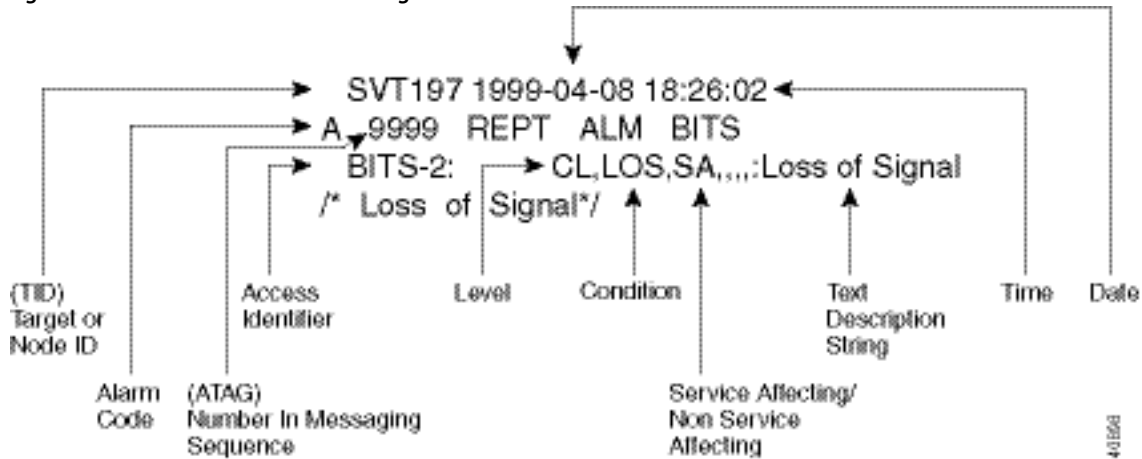 SVT197 1999-04-08 18:26:02
A 9999 REPT ALM BITS
BITS-2: CL,LOS,SA,,,,:Loss of Signal
/* Loss of Signal*/
(TID)
Target or
Node ID
Access
Identifier
Level
Condition
Text
Description
String
Time
Date
Alarm
Code
(ATAG)
Number In Messaging
Sequence
Service Affecting/
Non Service
Affecting